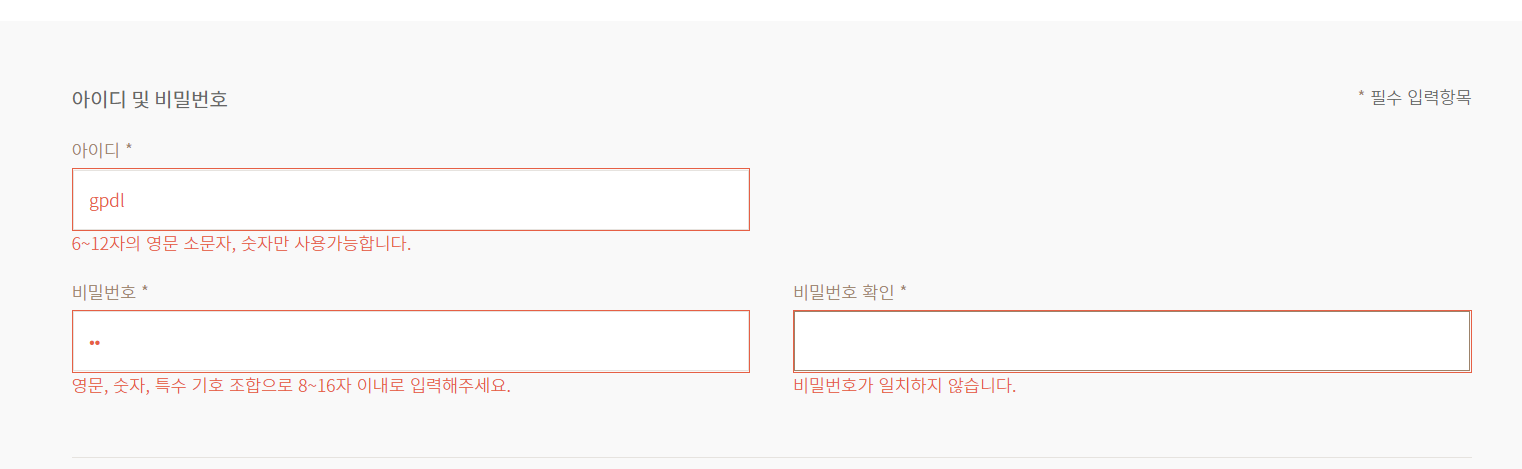 아이디 및 비밀번호
* 필수 입력항목
아이디 *
gpdl
6~12자의 영문 소문자, 숫자만 사용가능합니다.
비밀번호 *
••
영문, 숫자, 특수 기호 조합으로 8~16자 이내로 입력해주세요.
비밀번호 확인 *
비밀번호가 일치하지 않습니다.